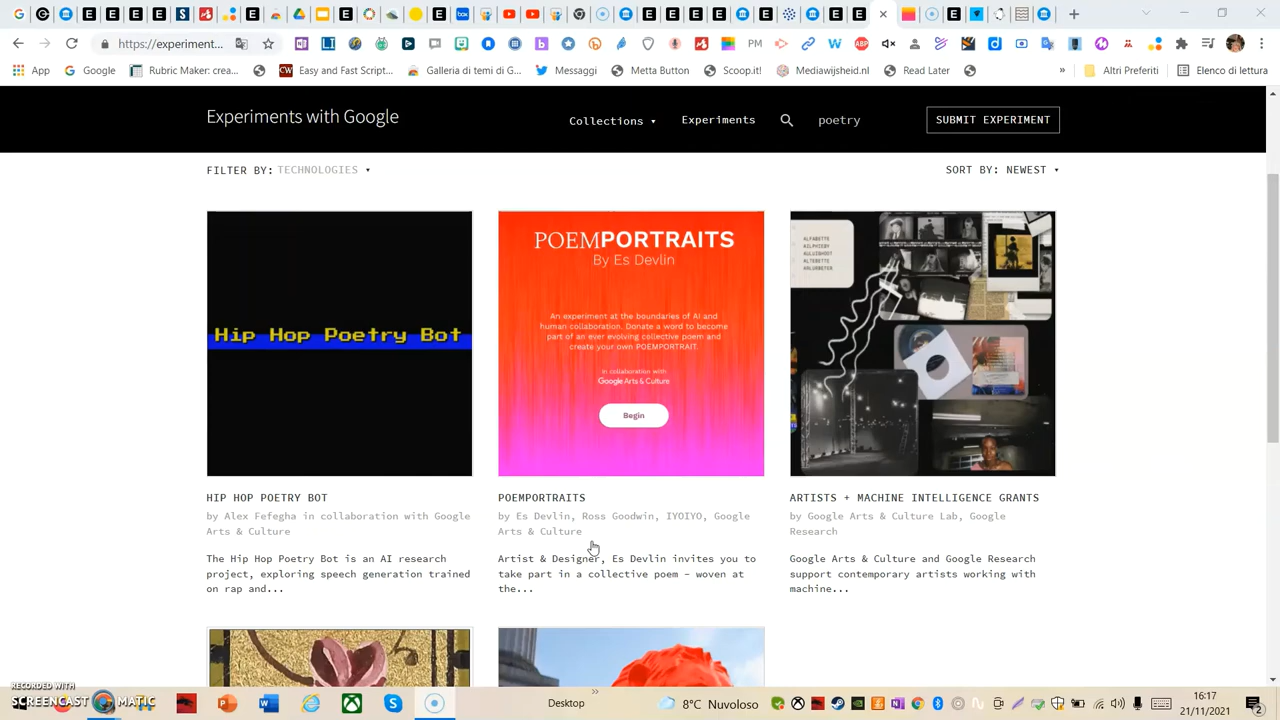 https://experiment...
PM
ABP
App
Google
Rubric Maker: crea...
CW
Easy and Fast Script...
Galleria di temi di G...
Messaggi
Metta Button
Scoop.it!
Mediawijsheid.nl
Read Later
»
Altri Preferiti
Elenco di lettura
Experiments with Google
Collections
Experiments
poetry
SUBMIT EXPERIMENT
FILTER BY: TECHNOLOGIES
SORT BY: NEWEST
Hip Hop Poetry Bot
POEMPORTRAITS
By Es Devlin
An experiment at the boundaries of AI and
human collaboration. Donate a word to become
part of an ever evolving collective poem and
create your own POEMPORTRAIT.
In collaboration with
Google Arts & Culture
Begin
HIP HOP POETRY BOT
by Alex Fefegha in collaboration with Google
Arts & Culture
The Hip Hop Poetry Bot is an AI research
project, exploring speech generation trained
on rap and...
POEMPORTRAITS
by Es Devlin, Ross Goodwin, IYOIYO, Google
Arts & Culture
Artist & Designer, Es Devlin invites you to
take part in a collective poem – woven at
the...
ARTISTS + MACHINE INTELLIGENCE GRANTS
by Google Arts & Culture Lab, Google
Research
Google Arts & Culture and Google Research
support contemporary artists working with
machine...
RECORDED WITH
SCREENCAST MATIC
Desktop
»
8°C Nuvoloso
16:17
21/11/2021
2